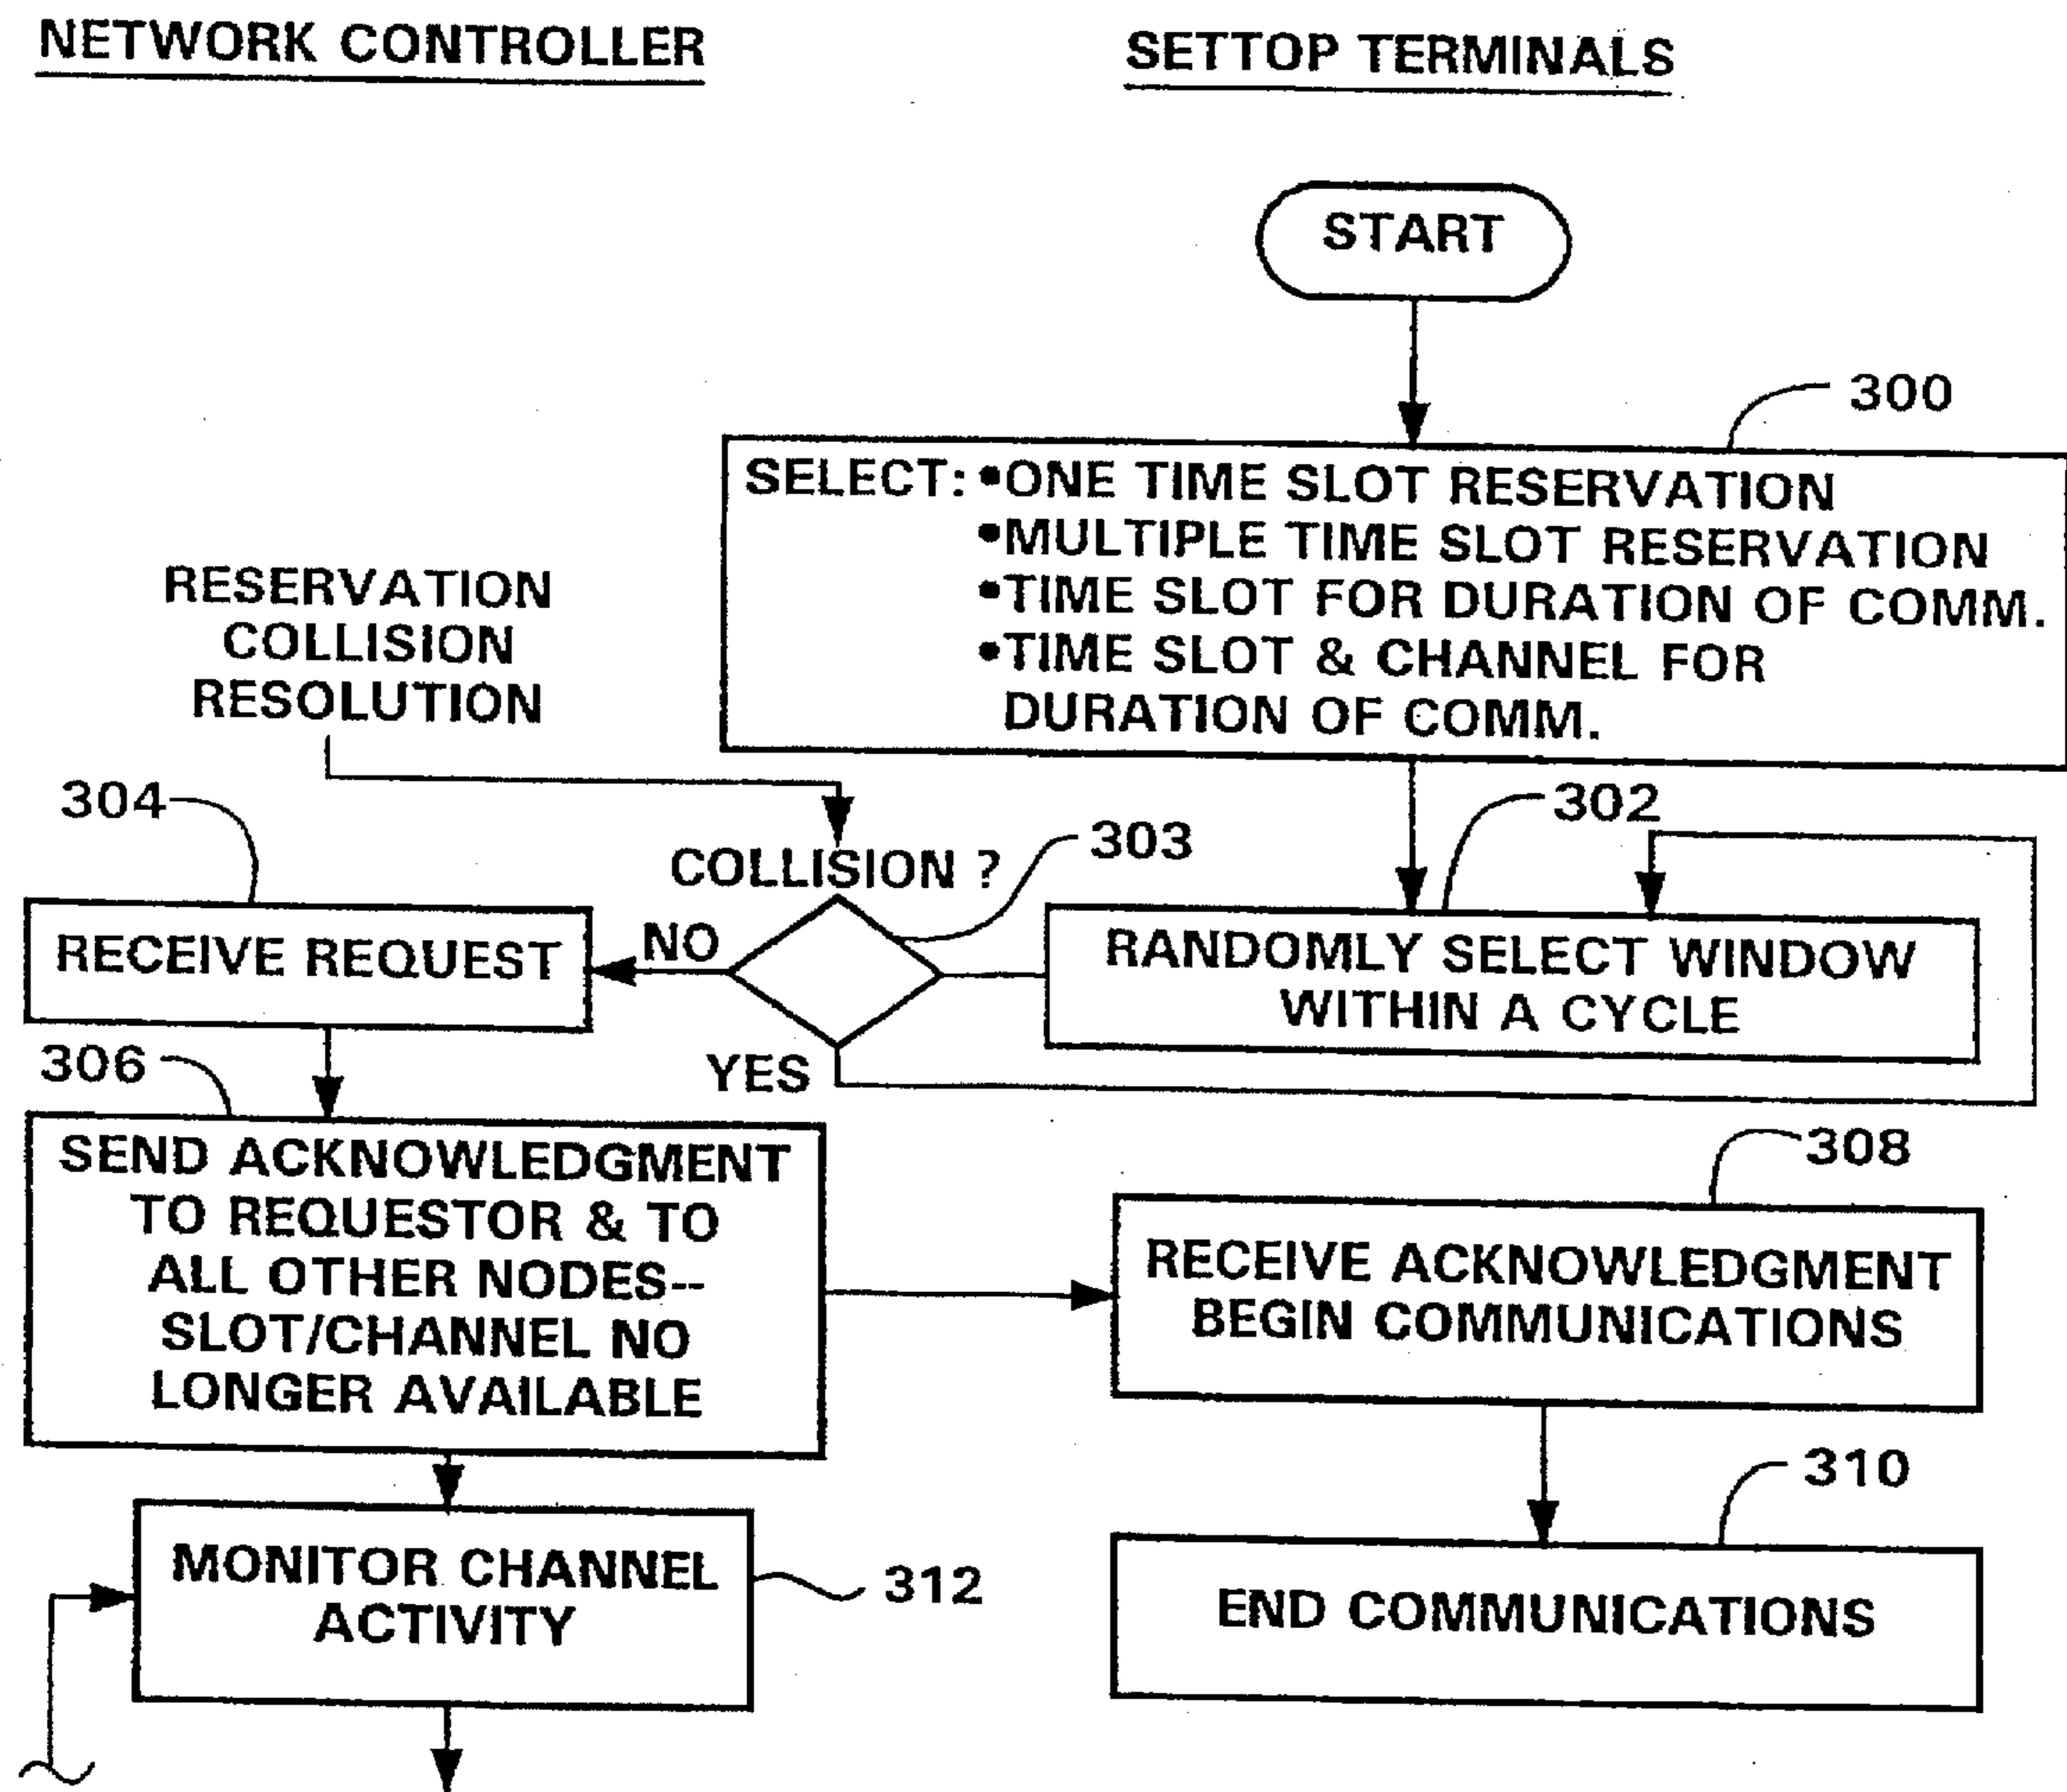 NETWORK CONTROLLER
SETTOP TERMINALS
START
300
SELECT: •ONE TIME SLOT RESERVATION
•MULTIPLE TIME SLOT RESERVATION
•TIME SLOT FOR DURATION OF COMM.
•TIME SLOT & CHANNEL FOR
DURATION OF COMM.
RESERVATION
COLLISION
RESOLUTION
304
302
303
COLLISION ?
RECEIVE REQUEST
NO
RANDOMLY SELECT WINDOW
WITHIN A CYCLE
YES
306
SEND ACKNOWLEDGMENT
TO REQUESTOR & TO
ALL OTHER NODES--
SLOT/CHANNEL NO
LONGER AVAILABLE
308
RECEIVE ACKNOWLEDGMENT
BEGIN COMMUNICATIONS
310
END COMMUNICATIONS
MONITOR CHANNEL
ACTIVITY
312